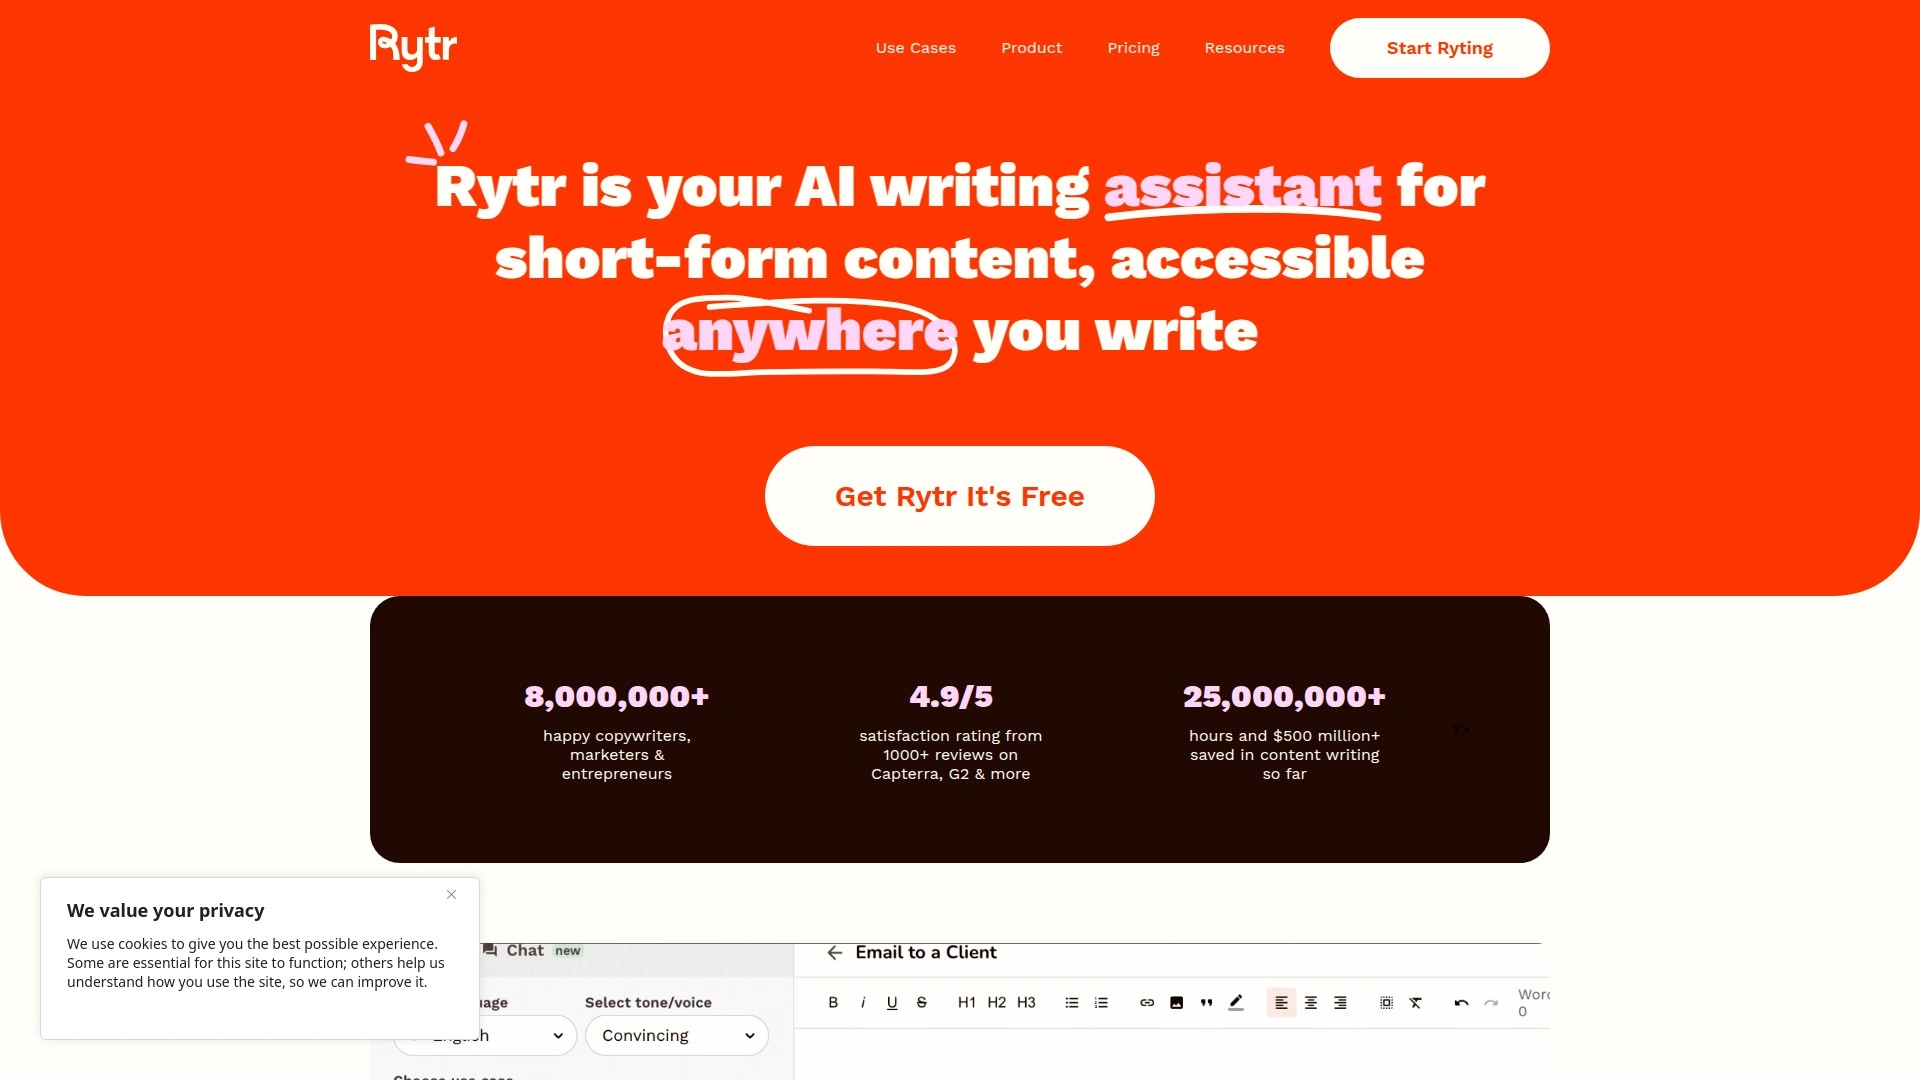 Rytr
Use Cases
Product
Pricing
Resources
Start Ryting
Rytr is your AI writing assistant for
short-form content, accessible
anywhere you write
Get Rytr It's Free
8,000,000+
happy copywriters,
marketers &
entrepreneurs
4.9/5
satisfaction rating from
1000+ reviews on
Capterra, G2 & more
25,000,000+
hours and $500 million+
saved in content writing
so far
?>
We value your privacy
We use cookies to give you the best possible experience.
Some are essential for this site to function; others help us
understand how you use the site, so we can improve it.
Chat new
Select tone/voice
Convincing
Email to a Client
B i U S H1 H2 H3
0